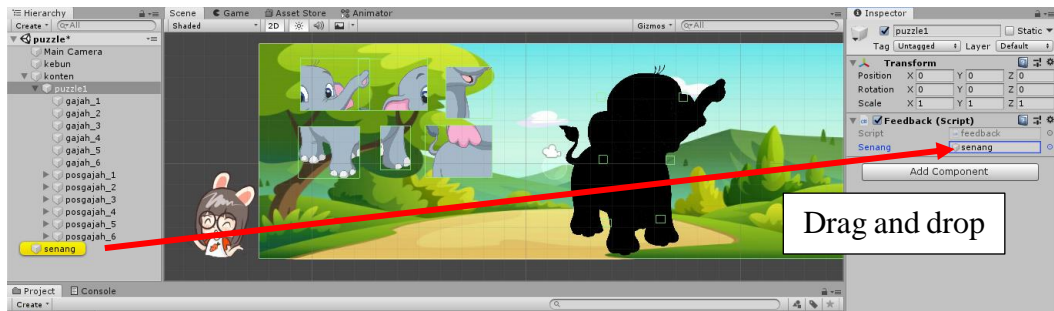 Hierarchy
Create
All
puzzle*
Main Camera
kebun
konten
puzzle1
gajah_1
gajah_2
gajah_3
gajah_4
gajah_5
gajah_6
posgajah_1
posgajah_2
posgajah_3
posgajah_4
posgajah_5
posgajah_6
senang
Scene Game Asset Store Animator
Shaded 2D Gizmos All
Drag and drop
Project Console
Create
Inspector
puzzle1 Static
Tag Untagged Layer Default
Transform
Position X 0 Y 0 Z 0
Rotation X 0 Y 0 Z 0
Scale X 1 Y 1 Z 1
Feedback (Script)
Script feedback
Senang senang
Add Component